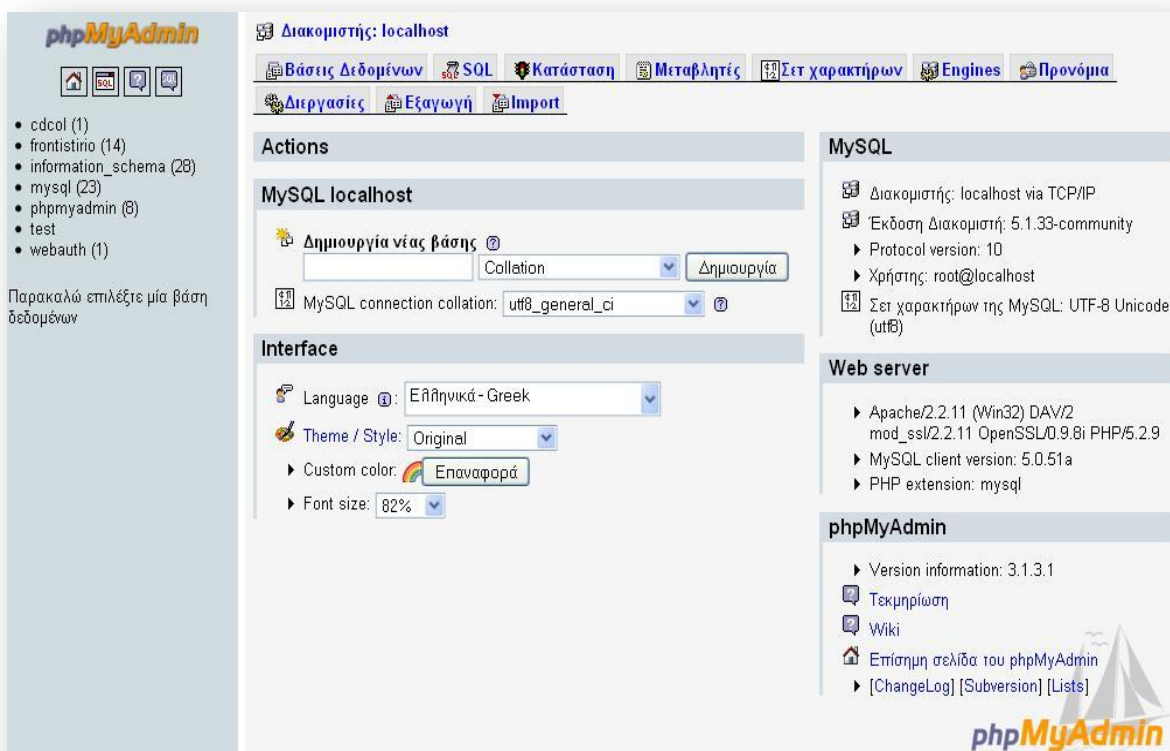 phpMyAdmin
cdcol (1)
frontistirio (14)
information_schema (28)
mysql (23)
phpmyadmin (8)
test
webauth (1)
Παρακαλώ επιλέξτε μία βάση
δεδομένων
Διακομιστής: localhost
Βάσεις Δεδομένων SQL Κατάσταση Μεταβλητές Σετ χαρακτήρων Engines Προνόμια
Διεργασίες Εξαγωγή Import
Actions
MySQL localhost
Δημιουργία νέας βάσης
Collation Δημιουργία
MySQL connection collation: utf8_general_ci
Interface
Language: Ελληνικά - Greek
Theme / Style: Original
Custom color: Επαναφορά
Font size: 82%
MySQL
Διακομιστής: localhost via TCP/IP
Έκδοση Διακομιστή: 5.1.33-community
Protocol version: 10
Χρήστης: root@localhost
Σετ χαρακτήρων της MySQL: UTF-8 Unicode
(utf8)
Web server
Apache/2.2.11 (Win32) DAV/2
mod_ssl/2.2.11 OpenSSL/0.9.8i PHP/5.2.9
MySQL client version: 5.0.51a
PHP extension: mysql
phpMyAdmin
Version information: 3.1.3.1
Τεκμηρίωση
Wiki
Επίσημη σελίδα του phpMyAdmin
[ChangeLog] [Subversion] [Lists]
phpMyAdmin